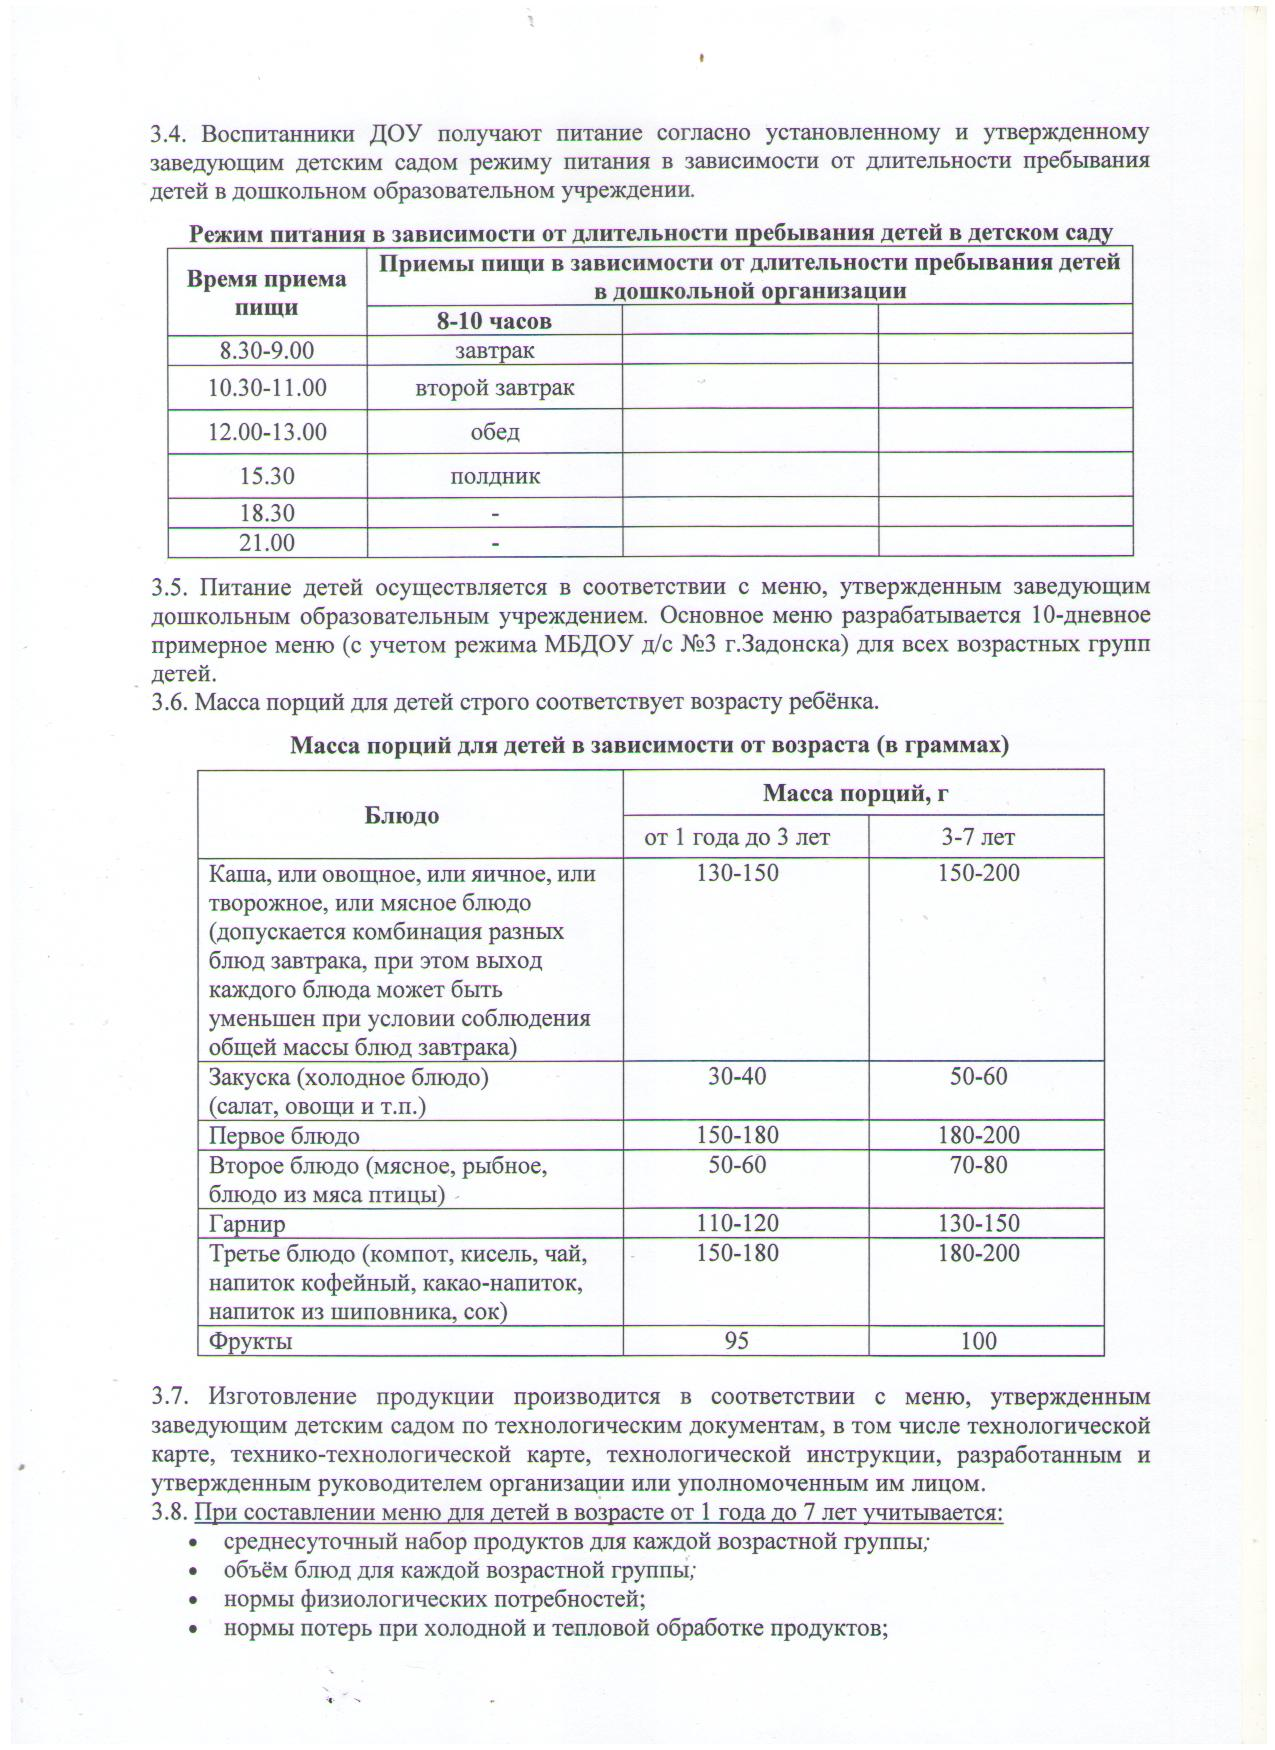 3.4. Воспитанники ДОУ получают питание согласно установленному и утвержденному
заведующим детским садом режиму питания в зависимости от длительности пребывания
детей в дошкольном образовательном учреждении.
Режим питания в зависимости от длительности пребывания детей в детском саду
Время приема
пищи
Приемы пищи в зависимости от длительности пребывания детей
в дошкольной организации
8-10 часов
8.30-9.00 завтрак
10.30-11.00 второй завтрак
12.00-13.00 обед
15.30 полдник
18.30 -
21.00 -
3.5. Питание детей осуществляется в соответствии с меню, утвержденным заведующим
дошкольным образовательным учреждением. Основное меню разрабатывается 10-дневное
примерное меню (с учетом режима МБДОУ д/с №3 г.Задонска) для всех возрастных групп
детей.
3.6. Масса порций для детей строго соответствует возрасту ребёнка.
Масса порций для детей в зависимости от возраста (в граммах)
Блюдо
Масса порций, г
от 1 года до 3 лет 3-7 лет
Каша, или овощное, или яичное, или 130-150 150-200
творожное, или мясное блюдо
(допускается комбинация разных
блюд завтрака, при этом выход
каждого блюда может быть
уменьшен при условии соблюдения
общей массы блюд завтрака)
Закуска (холодное блюдо) 30-40 50-60
(салат, овощи и т.п.)
Первое блюдо 150-180 180-200
Второе блюдо (мясное, рыбное, 50-60 70-80
блюдо из мяса птицы)
Гарнир 110-120 130-150
Третье блюдо (компот, кисель, чай, 150-180 180-200
напиток кофейный, какао-напиток,
напиток из шиповника, сок)
Фрукты 95 100
3.7. Изготовление продукции производится в соответствии с меню, утвержденным
заведующим детским садом по технологическим документам, в том числе технологической
карте, технико-технологической карте, технологической инструкции, разработанным и
утвержденным руководителем организации или уполномоченным им лицом.
3.8. При составлении меню для детей в возрасте от 1 года до 7 лет учитывается:
• среднесуточный набор продуктов для каждой возрастной группы;
• объём блюд для каждой возрастной группы;
• нормы физиологических потребностей;
• нормы потерь при холодной и тепловой обработке продуктов;